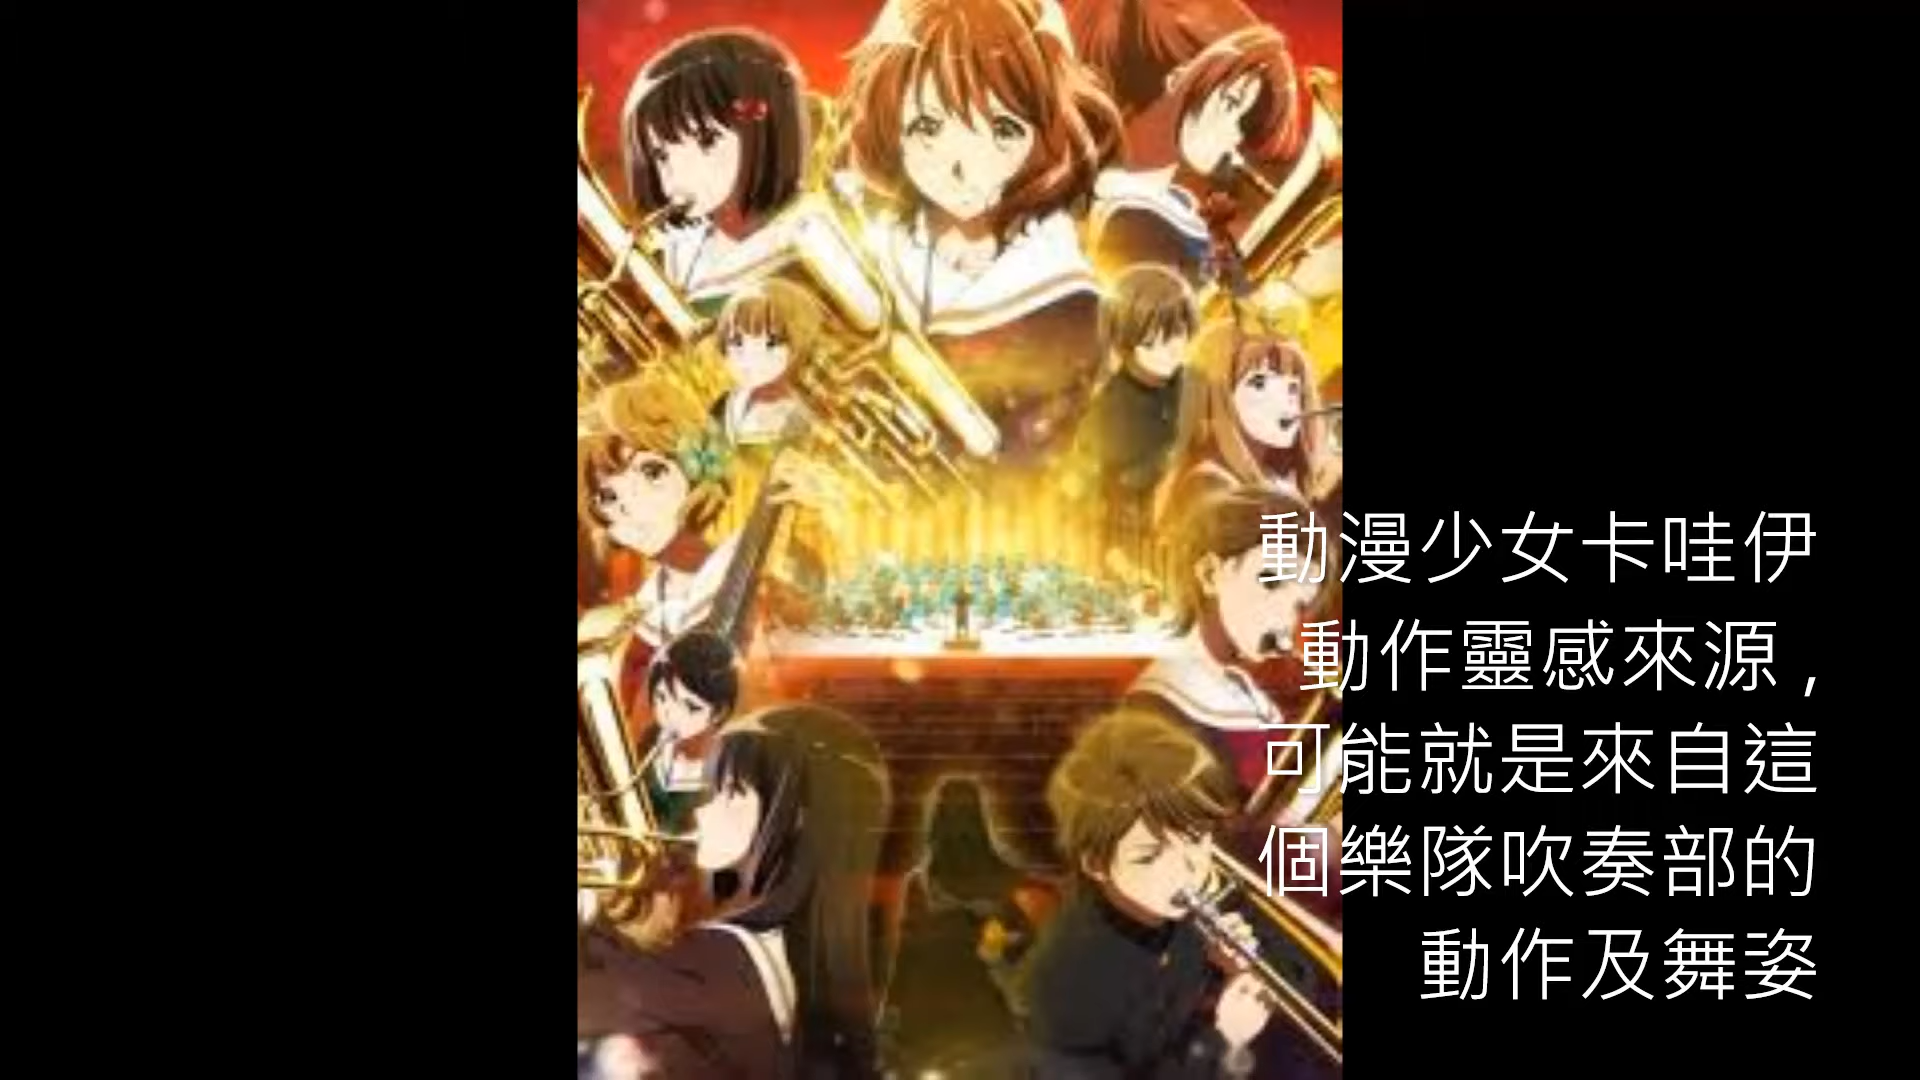 動漫少女卡哇伊
動作靈感來源,
可能就是來自這
個樂隊吹奏部的
動作及舞姿